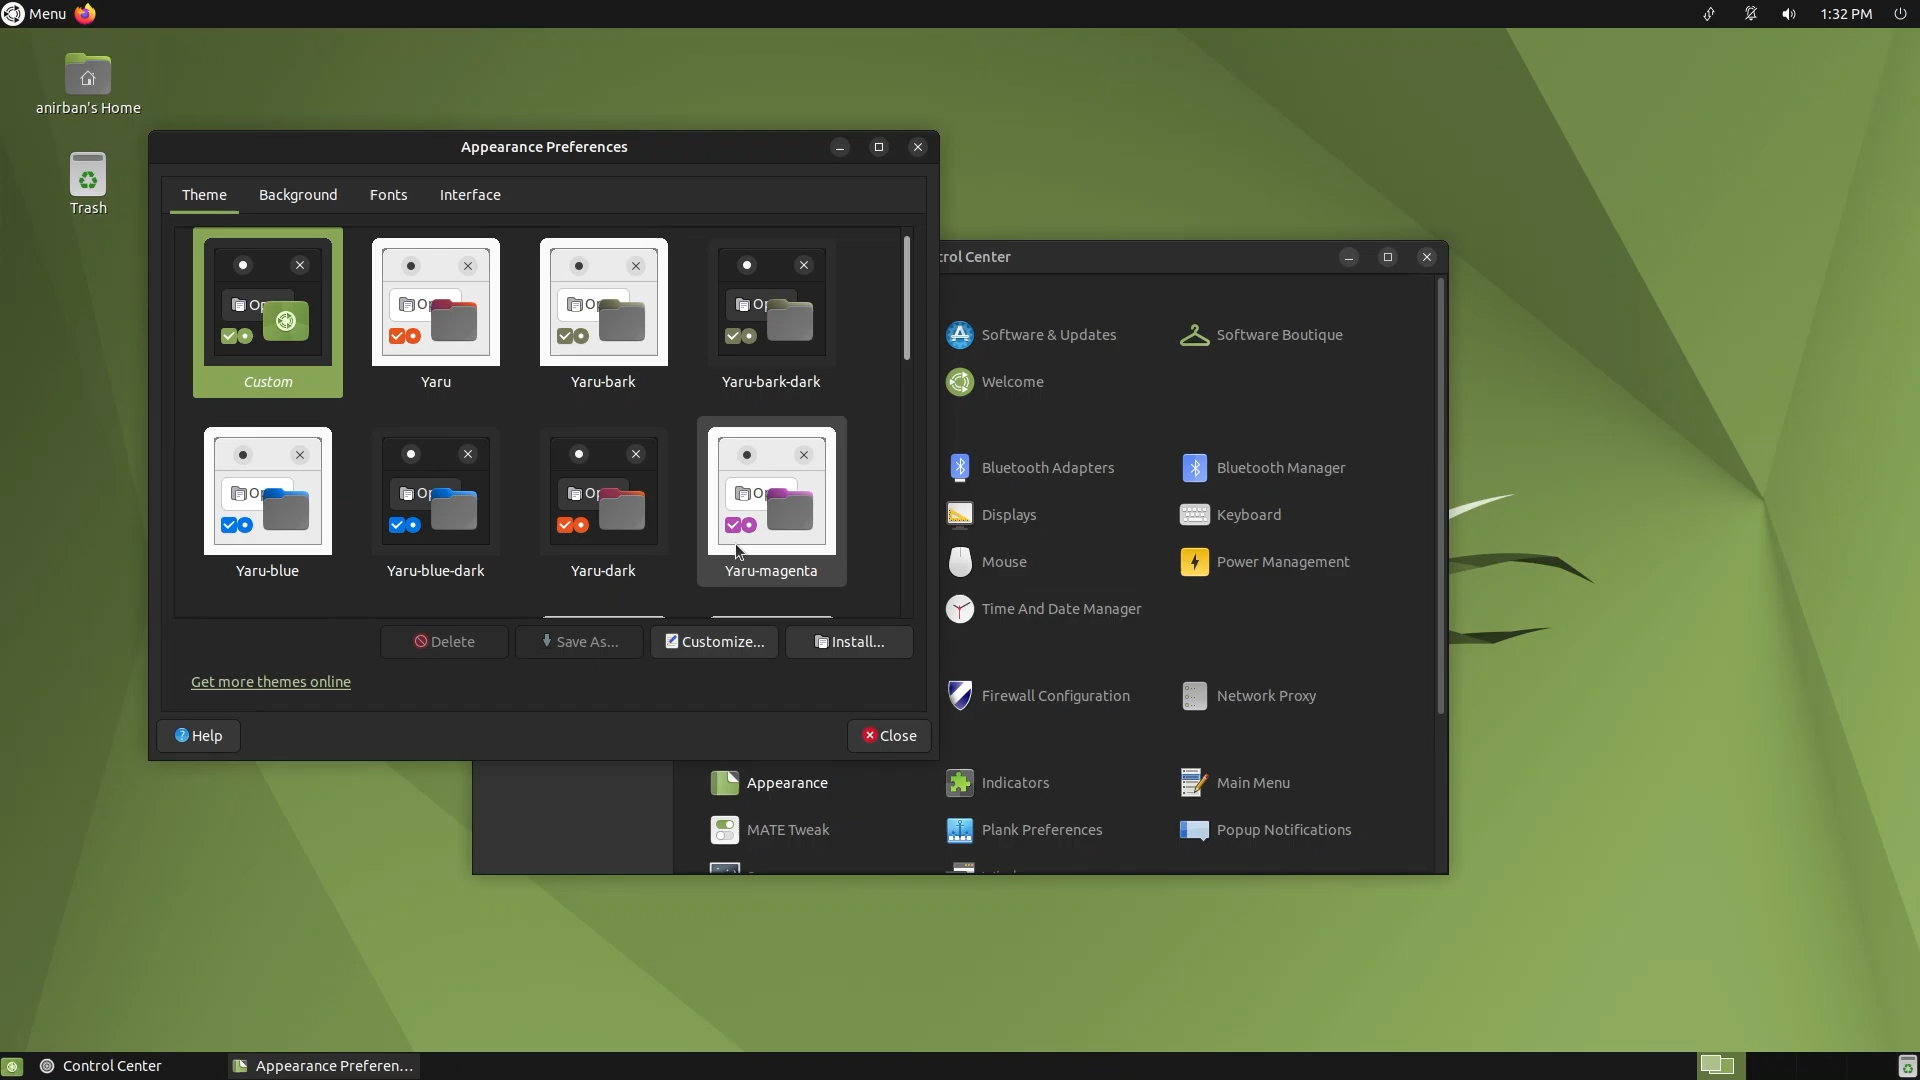 Menu
1:32 PM
anirban's Home
Trash
Appearance Preferences
Theme Background Fonts Interface
Custom Yaru Yaru-bark Yaru-bark-dark
Yaru-blue Yaru-blue-dark Yaru-dark Yaru-magenta
Delete Save As... Customize... Install...
Get more themes online
Help Close
rol Center
Software & Updates Software Boutique
Welcome
Bluetooth Adapters Bluetooth Manager
Displays Keyboard
Mouse Power Management
Time And Date Manager
Firewall Configuration Network Proxy
Appearance Indicators Main Menu
MATE Tweak Plank Preferences Popup Notifications
Control Center Appearance Preferen...